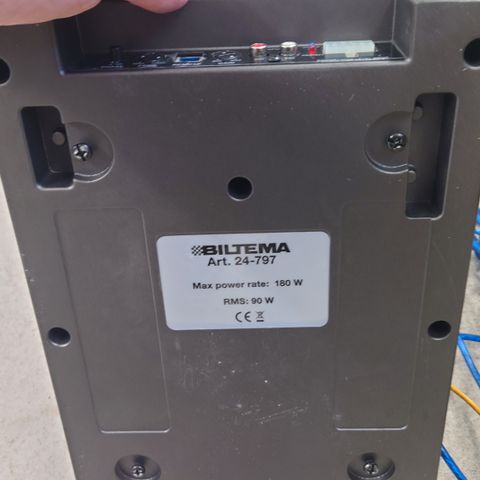 BILTEMA
Art. 24-797
Max power rate: 180 W
RMS: 90 W
CE